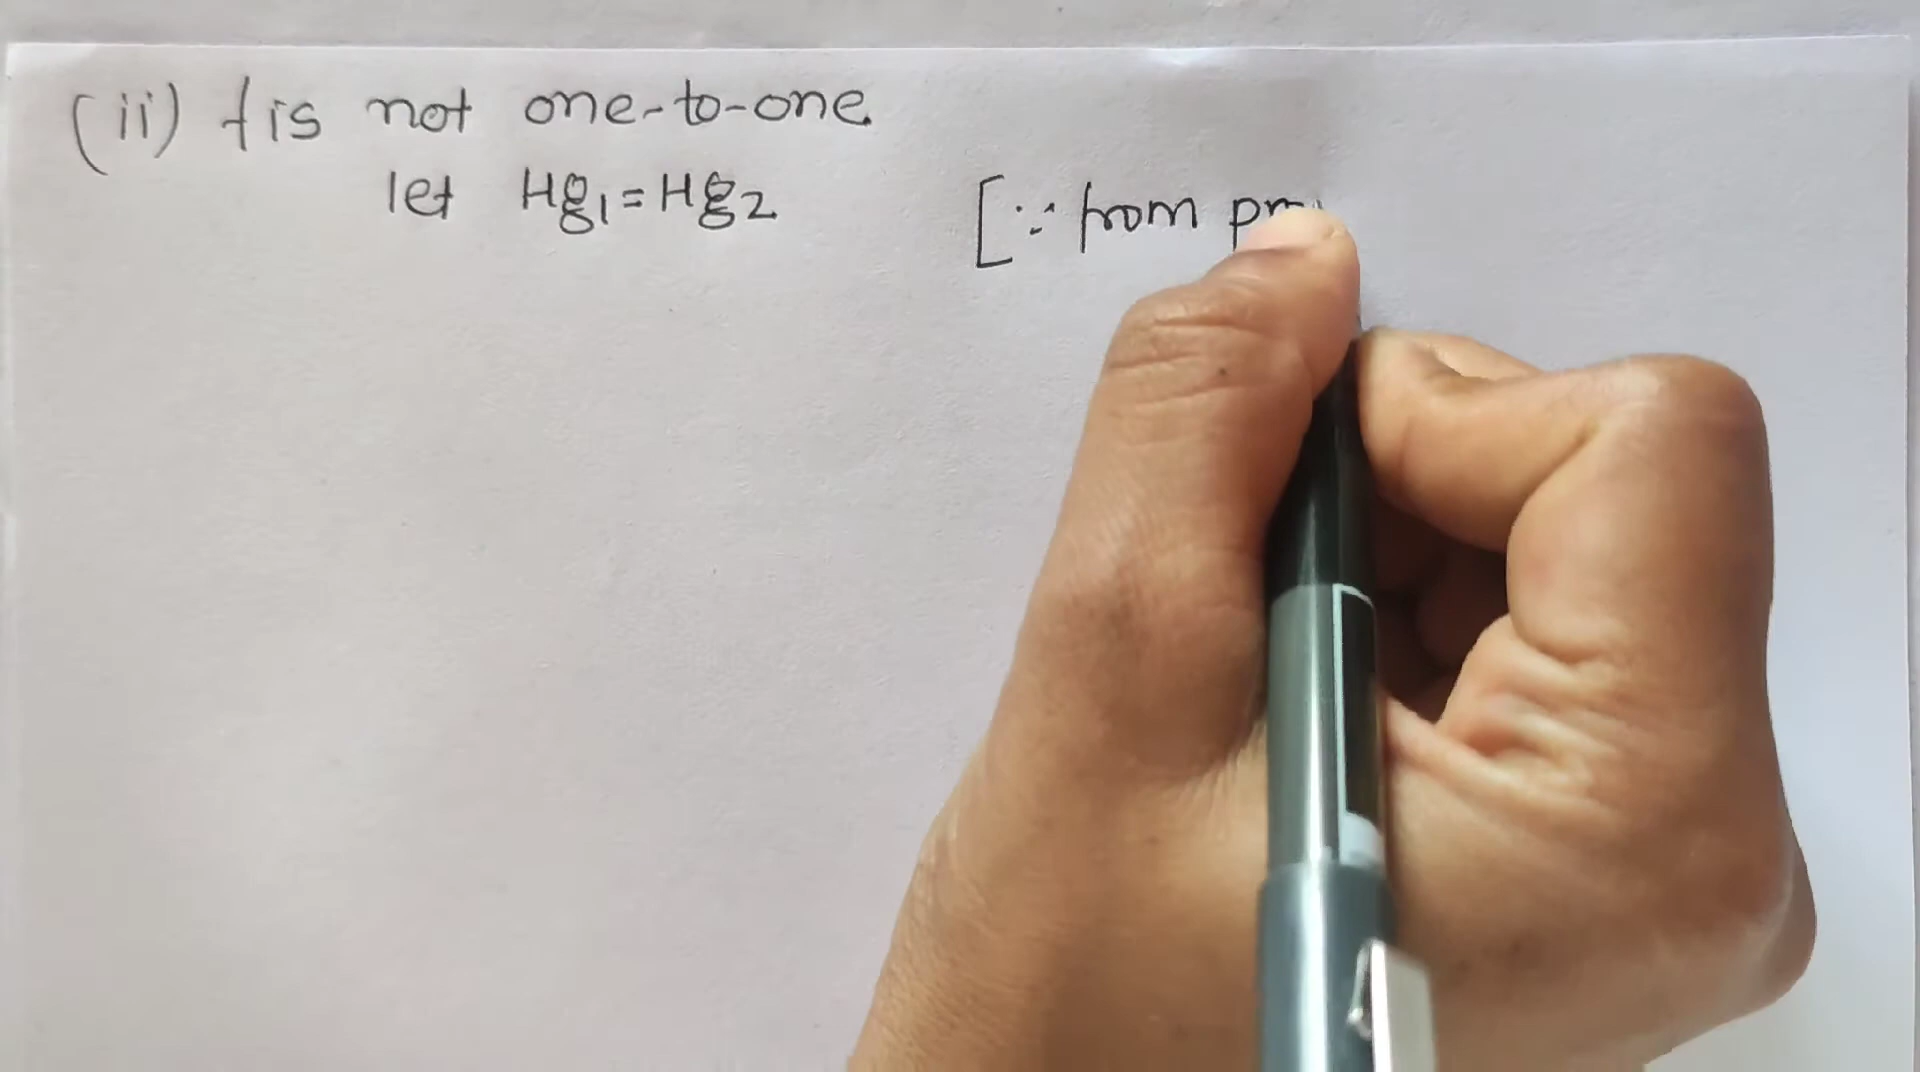 (ii) f is not one-to-one
let Hg1 = Hg2 [∵ from